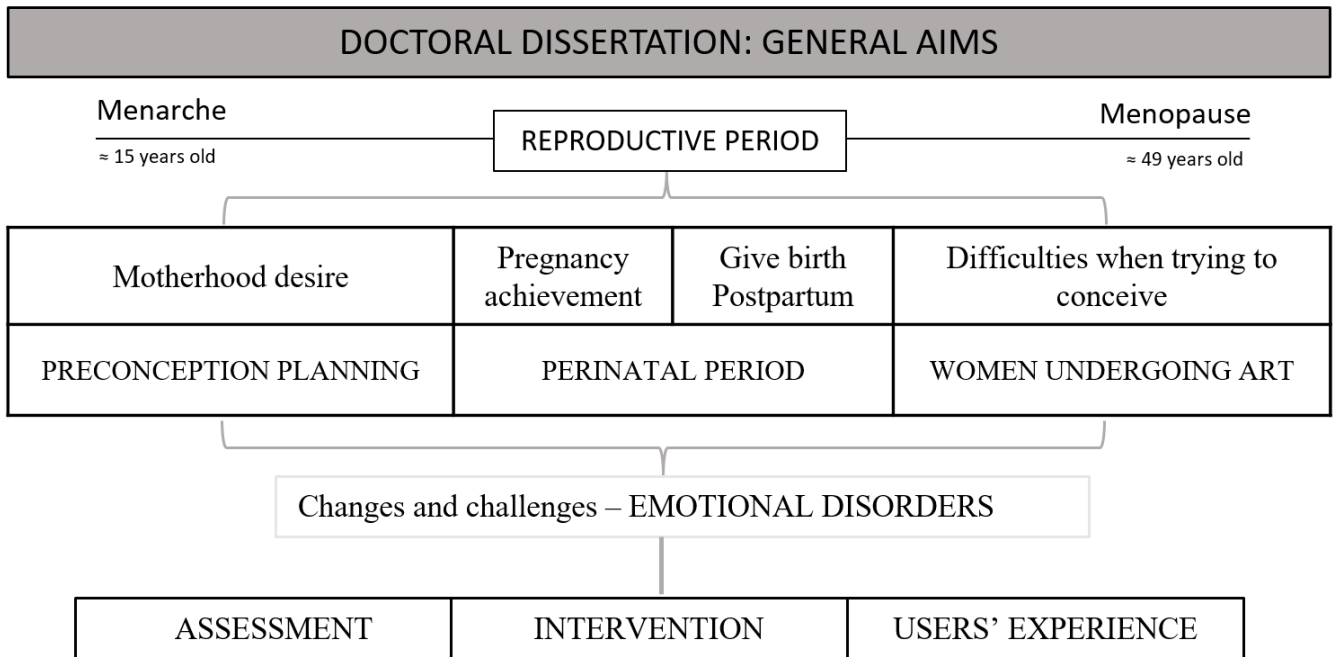 DOCTORAL DISSERTATION: GENERAL AIMS
Menarche
Menopause
REPRODUCTIVE PERIOD
≈ 15 years old
≈ 49 years old
Motherhood desire
Pregnancy
achievement
Give birth
Postpartum
Difficulties when trying to
conceive
PRECONCEPTION PLANNING
PERINATAL PERIOD
WOMEN UNDERGOING ART
Changes and challenges – EMOTIONAL DISORDERS
ASSESSMENT
INTERVENTION
USERS’ EXPERIENCE